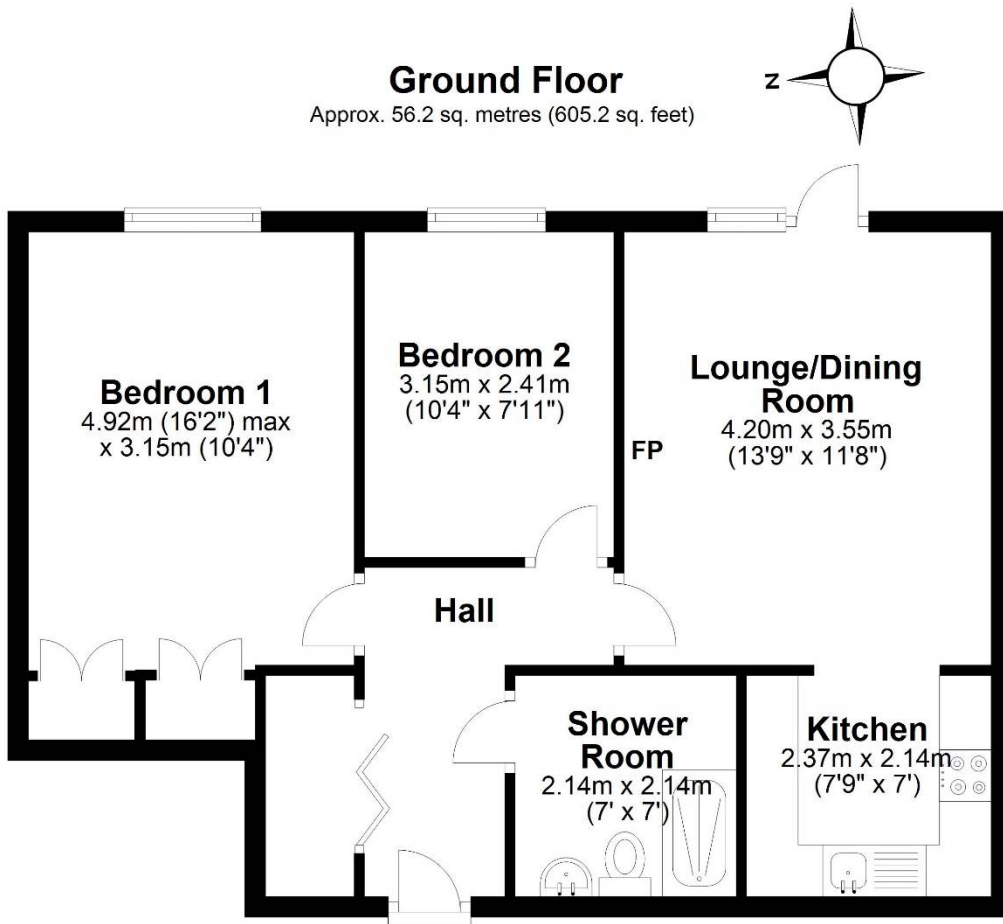 Ground Floor
Approx. 56.2 sq. metres (605.2 sq. feet)
N
Bedroom 1
4.92m (16'2") max
x 3.15m (10'4")
Bedroom 2
3.15m x 2.41m
(10'4" x 7'11")
Lounge/Dining
Room
4.20m x 3.55m
(13'9" x 11'8")
FP
Hall
Shower
Room
2.14m x 2.14m
(7' x 7')
Kitchen
2.37m x 2.14m
(7'9" x 7')